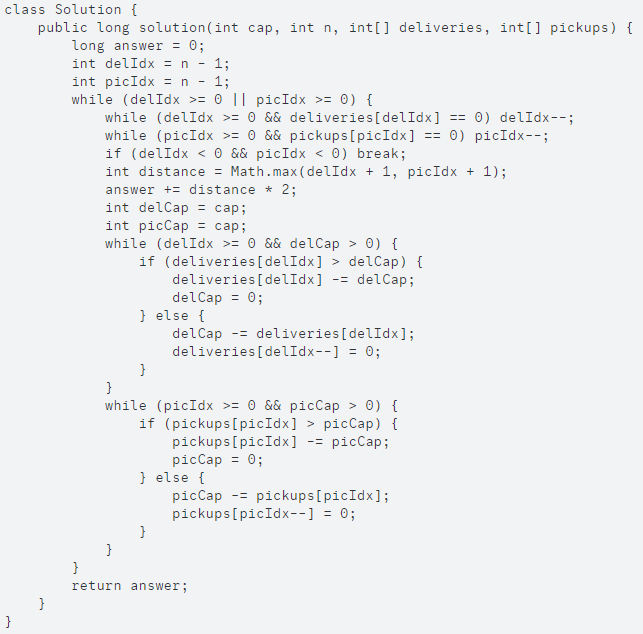 class Solution {
    public long solution(int cap, int n, int[] deliveries, int[] pickups) {
        long answer = 0;
        int delIdx = n - 1;
        int picIdx = n - 1;
        while (delIdx >= 0 || picIdx >= 0) {
            while (delIdx >= 0 && deliveries[delIdx] == 0) delIdx--;
            while (picIdx >= 0 && pickups[picIdx] == 0) picIdx--;
            if (delIdx < 0 && picIdx < 0) break;
            int distance = Math.max(delIdx + 1, picIdx + 1);
            answer += distance * 2;
            int delCap = cap;
            int picCap = cap;
            while (delIdx >= 0 && delCap > 0) {
                if (deliveries[delIdx] > delCap) {
                    deliveries[delIdx] -= delCap;
                    delCap = 0;
                } else {
                    delCap -= deliveries[delIdx];
                    deliveries[delIdx--] = 0;
                }
            }
            while (picIdx >= 0 && picCap > 0) {
                if (pickups[picIdx] > picCap) {
                    pickups[picIdx] -= picCap;
                    picCap = 0;
                } else {
                    picCap -= pickups[picIdx];
                    pickups[picIdx--] = 0;
                }
            }
        }
        return answer;
    }
}